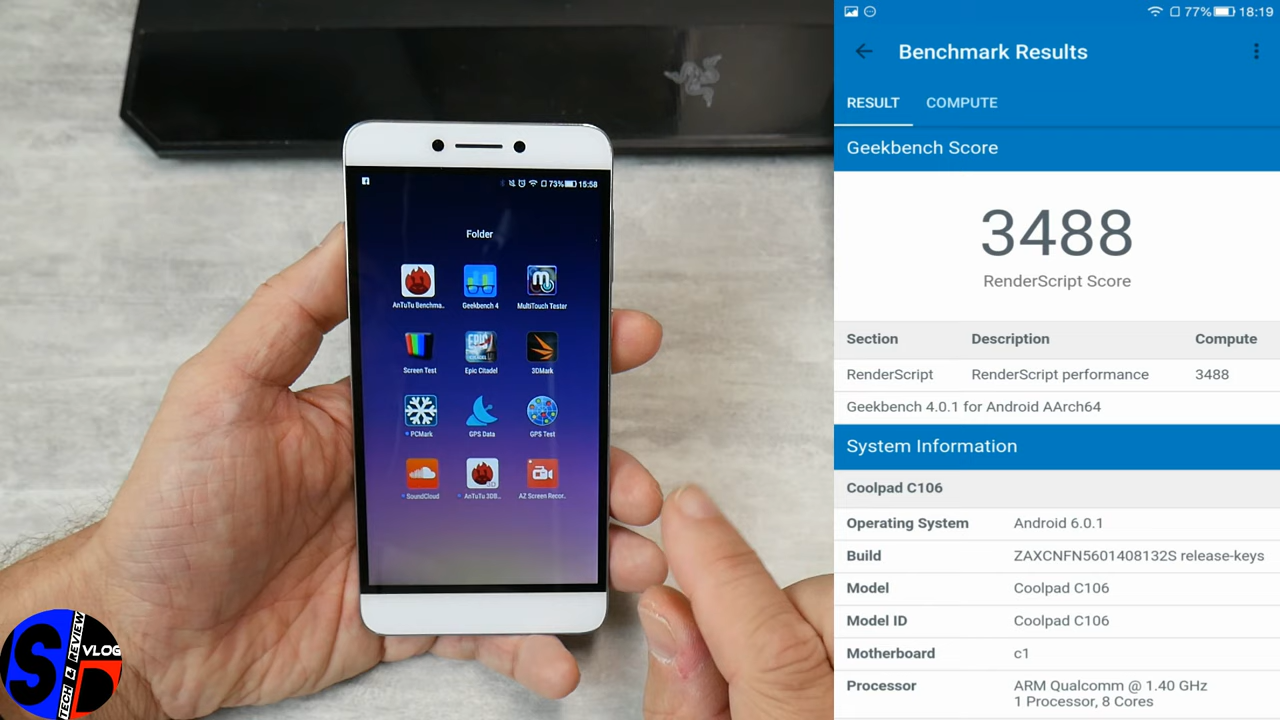 73% 15:58
Folder
AnTuTu Benchma..
Geekbench 4
MultiTouch Tester
Screen Test
EPIC
Epic Citadel
3DMark
PCMark
GPS Data
GPS Test
SoundCloud
AnTuTu 3DB..
AZ Screen Recor..
SD
TECH & REVIEW
VLOG
77% 18:19
Benchmark Results
RESULT COMPUTE
Geekbench Score
3488
RenderScript Score
Section Description Compute
RenderScript RenderScript performance 3488
Geekbench 4.0.1 for Android AArch64
System Information
Coolpad C106
Operating System Android 6.0.1
Build ZAXCNFN5601408132S release-keys
Model Coolpad C106
Model ID Coolpad C106
Motherboard c1
Processor ARM Qualcomm @ 1.40 GHz
1 Processor, 8 Cores